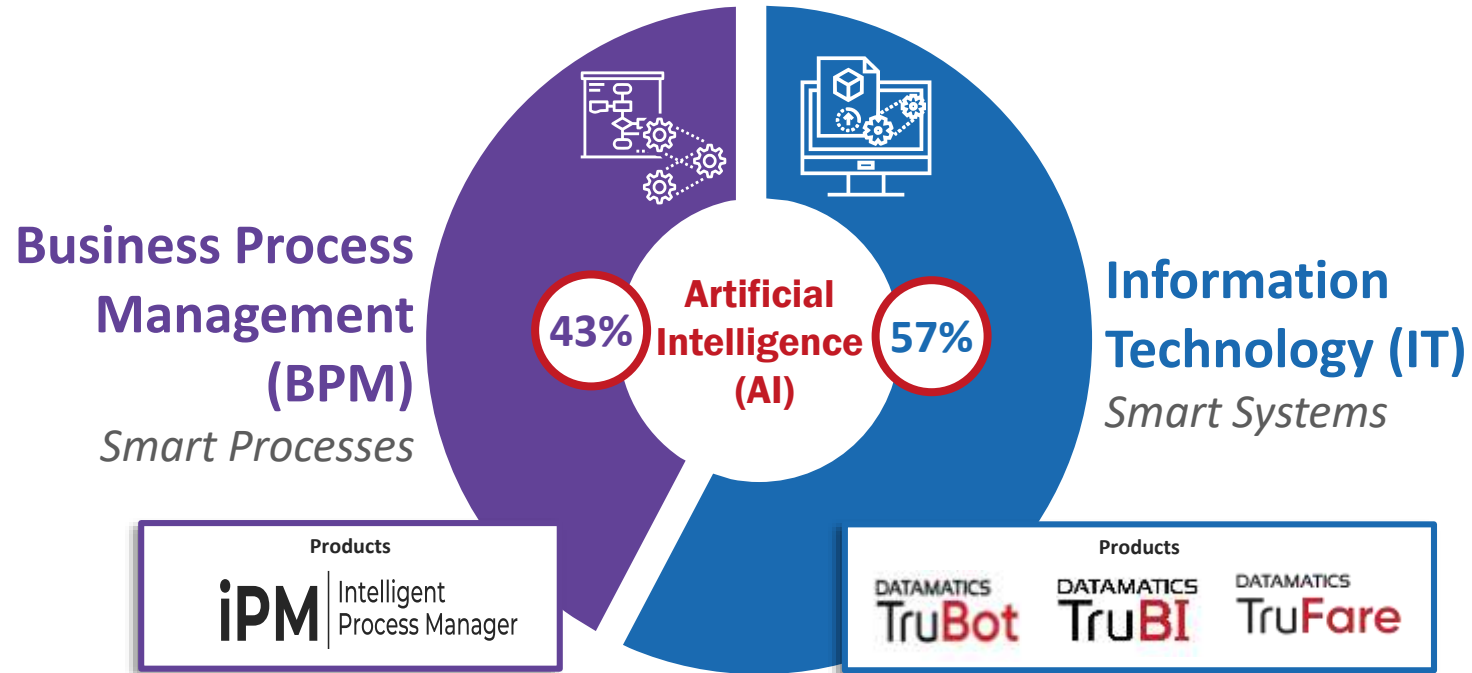 Business Process
Management
(BPM)
Smart Processes
43%
Artificial
Intelligence
(AI)
57%
Information
Technology (IT)
Smart Systems
Products
iPM
Intelligent
Process Manager
Products
DATAMATICS
TruBot
DATAMATICS
TruBI
DATAMATICS
TruFare